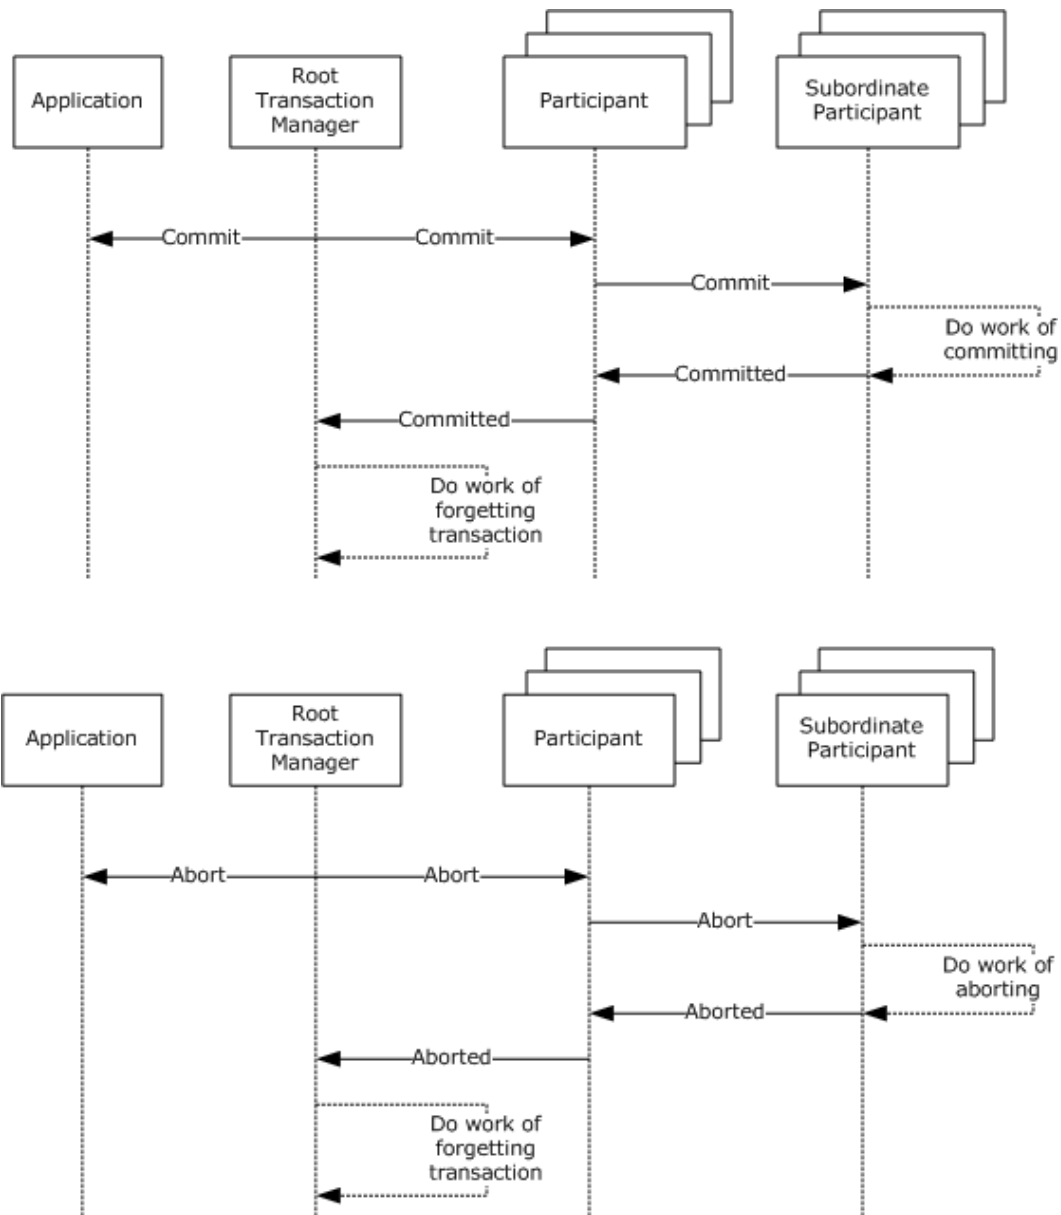 Application
Root
Transaction
Manager
Participant
Subordinate
Participant
Commit
Commit
Commit
Do work of
committing
Committed
Committed
Do work of
forgetting
transaction
Application
Root
Transaction
Manager
Participant
Subordinate
Participant
Abort
Abort
Abort
Do work of
aborting
Aborted
Aborted
Do work of
forgetting
transaction